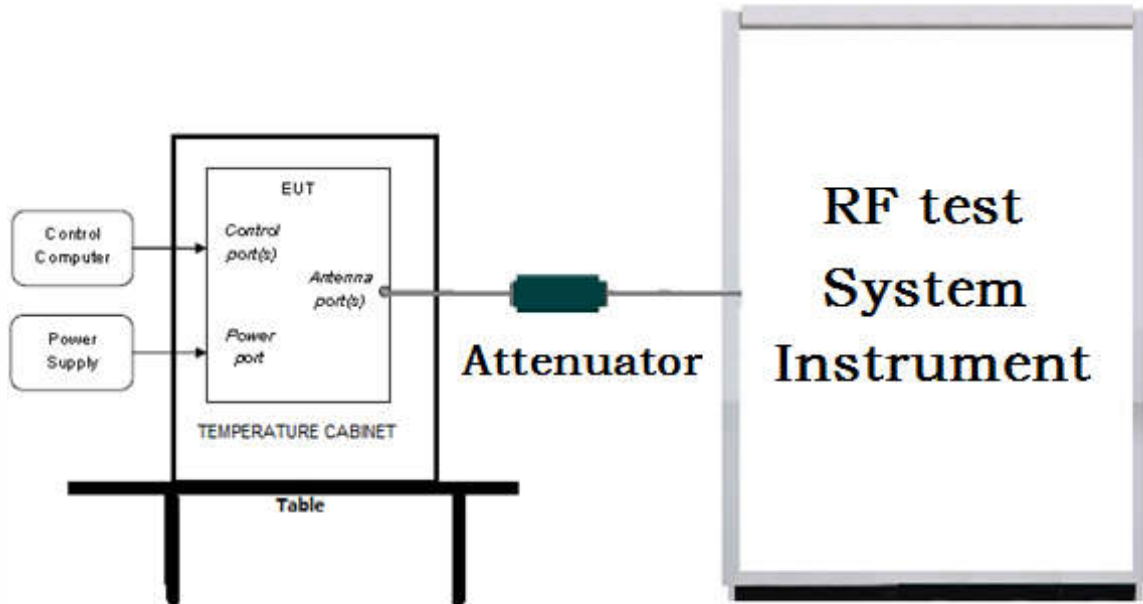 Control
Computer
Power
Supply
EUT
Control
port(s)
Antenna
port(s)
Power
port
TEMPERATURE CABINET
Table
Attenuator
RF test
System
Instrument